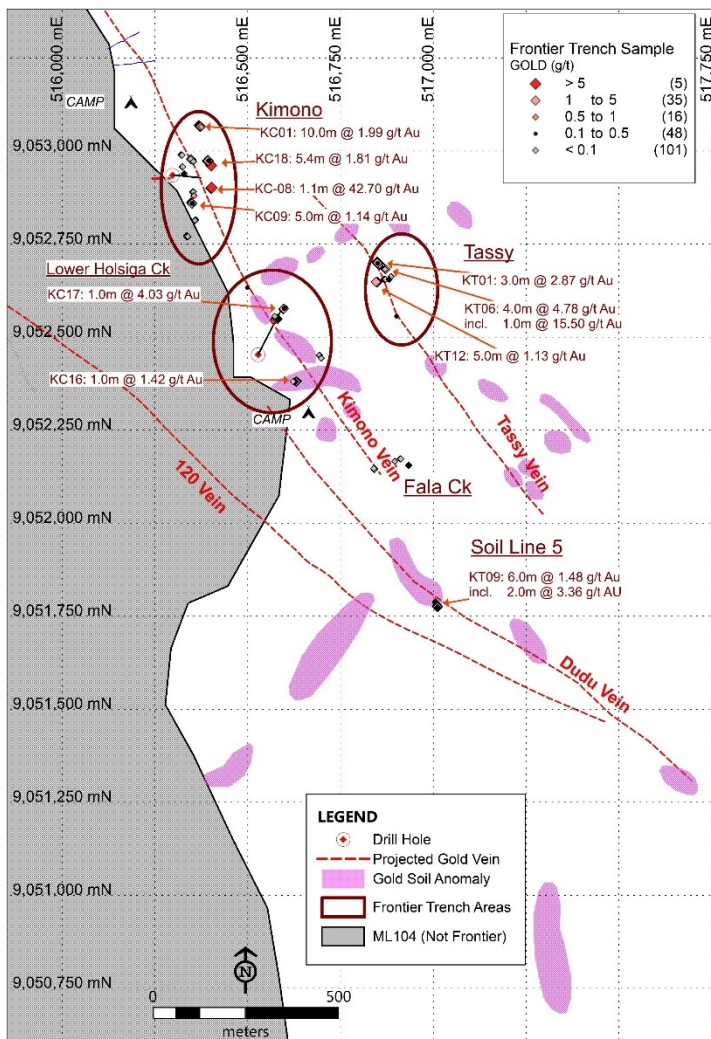 516,000 mE
516,500 mE
516,750 mE
517,000 mE
517,750 mE
Frontier Trench Sample
GOLD (g/t)
> 5 (5)
1 to 5 (35)
0.5 to 1 (16)
0.1 to 0.5 (48)
< 0.1 (101)
CAMP
Kimono
KC01: 10.0m @ 1.99 g/t Au
9,053,000 mN
KC18: 5.4m @ 1.81 g/t Au
KC-08: 1.1m @ 42.70 g/t Au
KC09: 5.0m @ 1.14 g/t Au
9,052,750 mN
Tassy
KT01: 3.0m @ 2.87 g/t Au
KT06: 4.0m @ 4.78 g/t Au
incl. 1.0m @ 15.50 g/t Au
KT12: 5.0m @ 1.13 g/t Au
Lower Holsiga Ck
KC17: 1.0m @ 4.03 g/t Au
9,052,500 mN
KC16: 1.0m @ 1.42 g/t Au
CAMP
9,052,250 mN
Kimono Vein
Tassy Vein
120 Vein
Fala Ck
9,052,000 mN
Soil Line 5
KT09: 6.0m @ 1.48 g/t Au
incl. 2.0m @ 3.36 g/t AU
9,051,750 mN
Dudu Vein
9,051,500 mN
9,051,250 mN
9,051,000 mN
9,050,750 mN
LEGEND
Drill Hole
Projected Gold Vein
Gold Soil Anomaly
Frontier Trench Areas
ML104 (Not Frontier)
N
0 500
meters